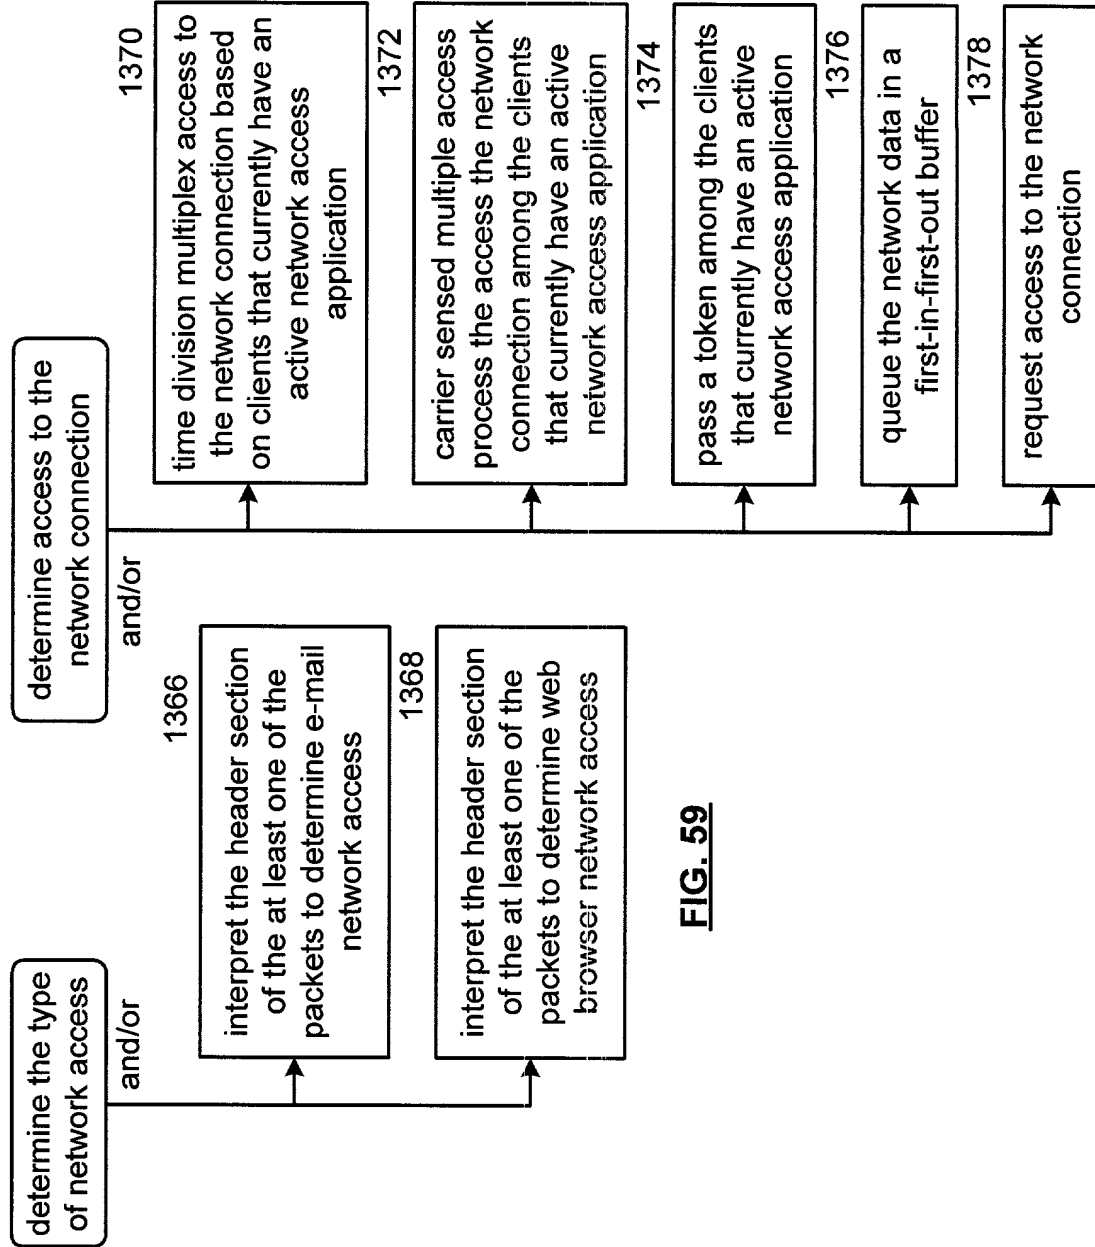 determine the type
of network access
and/or
1366
interpret the header section
of the at least one of the
packets to determine e-mail
network access
1368
interpret the header section
of the at least one of the
packets to determine web
browser network access
determine access to the
network connection
and/or
1370
time division multiplex access to
the network connection based
on clients that currently have an
active network access
application
1372
carrier sensed multiple access
process the access the network
connection among the clients
that currently have an active
network access application
1374
pass a token among the clients
that currently have an active
network access application
1376
queue the network data in a
first-in-first-out buffer
1378
request access to the network
connection
FIG. 59